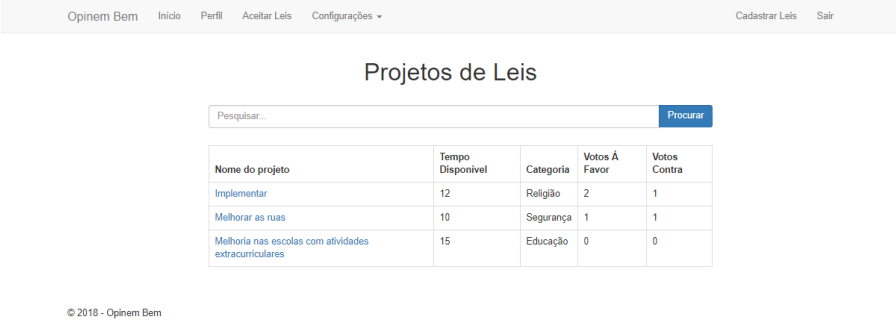 Opinem Bem Início Perfil Aceitar Leis Configurações Cadastrar Leis Sair
Projetos de Leis
Pesquisar... Procurar
Nome do projeto Tempo Disponível Categoria Votos Á Favor Votos Contra
Implementar 12 Religião 2 1
Melhorar as ruas 10 Segurança 1 1
Melhoria nas escolas com atividades extracurriculares 15 Educação 0 0
© 2018 - Opinem Bem